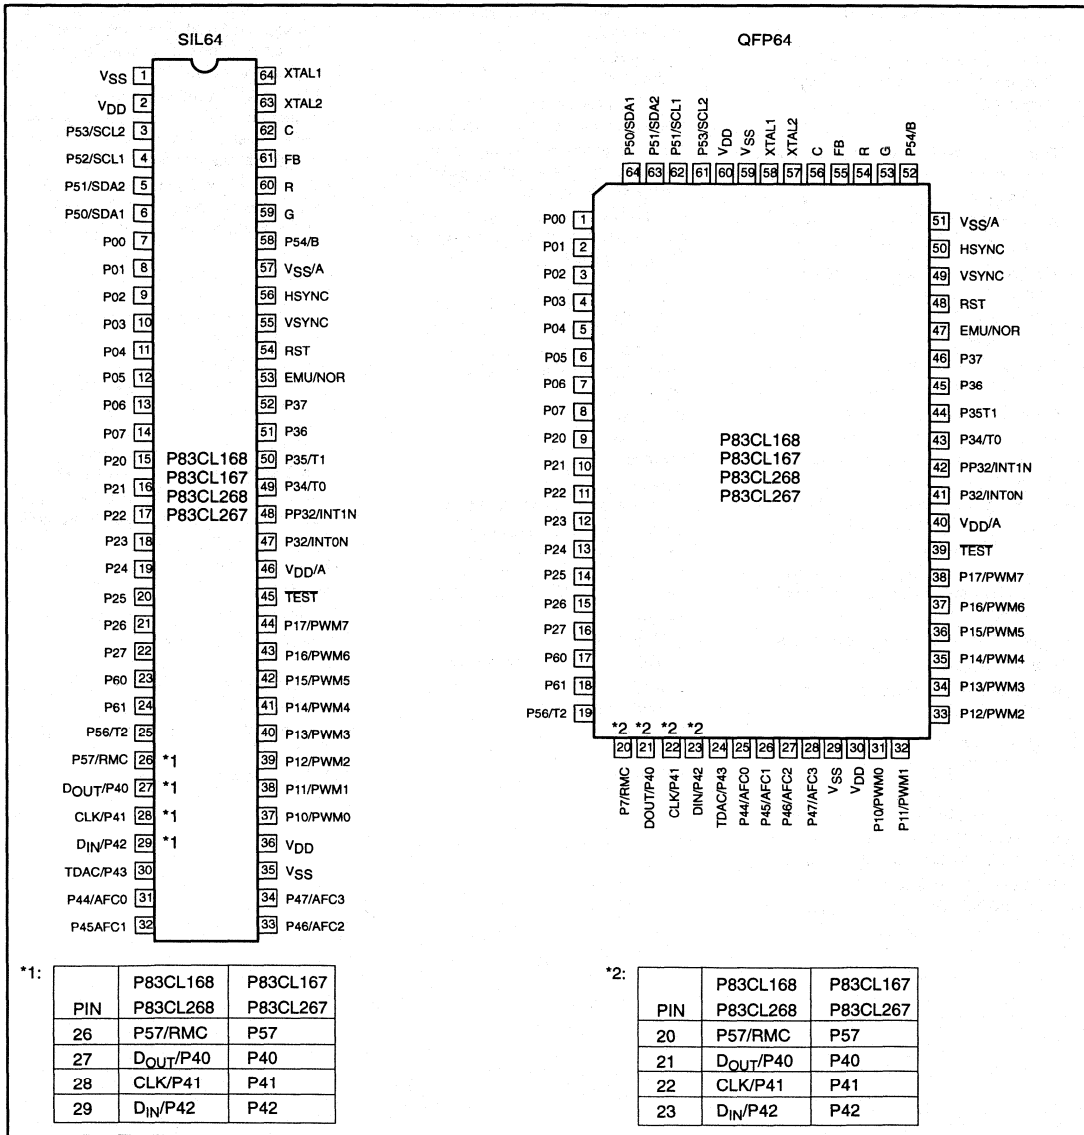 SIL64
VSS 1
VDD 2
P53/SCL2 3
P52/SCL1 4
P51/SDA2 5
P50/SDA1 6
P00 7
P01 8
P02 9
P03 10
P04 11
P05 12
P06 13
P07 14
P20 15
P21 16
P22 17
P23 18
P24 19
P25 20
P26 21
P27 22
P60 23
P61 24
P56/T2 25
P57/RMC 26 *1
DOUT/P40 27 *1
CLK/P41 28 *1
DIN/P42 29 *1
TDAC/P43 30
P44/AFC0 31
P45AFC1 32
P83CL168
P83CL167
P83CL268
P83CL267
64 XTAL1
63 XTAL2
62 C
61 FB
60 R
59 G
58 P54/B
57 VSS/A
56 HSYNC
55 VSYNC
54 RST
53 EMU/NOR
52 P37
51 P36
50 P35/T1
49 P34/T0
48 PP32/INT1N
47 P32/INT0N
46 VDD/A
45 TEST
44 P17/PWM7
43 P16/PWM6
42 P15/PWM5
41 P14/PWM4
40 P13/PWM3
39 P12/PWM2
38 P11/PWM1
37 P10/PWM0
36 VDD
35 VSS
34 P47/AFC3
33 P46/AFC2
QFP64
P50/SDA1 64
P51/SDA2 63
P51/SCL1 62
P53/SCL2 61
VDD 60
VSS 59
XTAL1 58
XTAL2 57
C 56
FB 55
R 54
G 53
P54/B 52
P00 1
P01 2
P02 3
P03 4
P04 5
P05 6
P06 7
P07 8
P20 9
P21 10
P22 11
P23 12
P24 13
P25 14
P26 15
P27 16
P60 17
P61 18
P56/T2 19
P83CL168
P83CL167
P83CL268
P83CL267
51 VSS/A
50 HSYNC
49 VSYNC
48 RST
47 EMU/NOR
46 P37
45 P36
44 P35T1
43 P34/T0
42 PP32/INT1N
41 P32/INT0N
40 VDD/A
39 TEST
38 P17/PWM7
37 P16/PWM6
36 P15/PWM5
35 P14/PWM4
34 P13/PWM3
33 P12/PWM2
*2 20 P7/RMC
*2 21 DOUT/P40
*2 22 CLK/P41
*2 23 DIN/P42
24 TDAC/P43
25 P44/AFC0
26 P45/AFC1
27 P46/AFC2
28 P47/AFC3
29 VSS
30 VDD
31 P10/PWM0
32 P11/PWM1
*1:
P83CL168 P83CL167
PIN P83CL268 P83CL267
26 P57/RMC P57
27 DOUT/P40 P40
28 CLK/P41 P41
29 DIN/P42 P42
*2:
P83CL168 P83CL167
PIN P83CL268 P83CL267
20 P57/RMC P57
21 DOUT/P40 P40
22 CLK/P41 P41
23 DIN/P42 P42